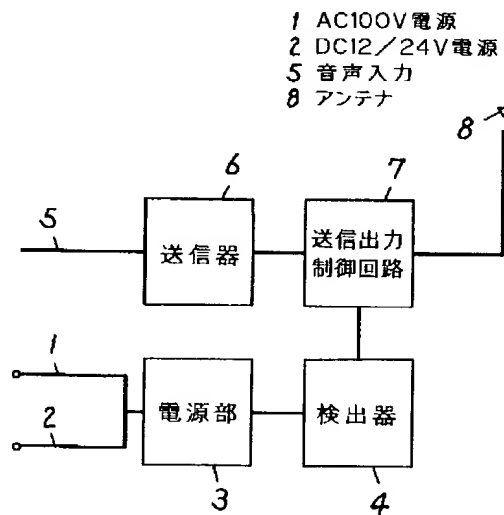 1 AC100V電源
2 DC12/24V電源
5 音声入力
8 アンテナ
8
6
7
5
送信器
送信出力
制御回路
1
2
電源部
検出器
3
4